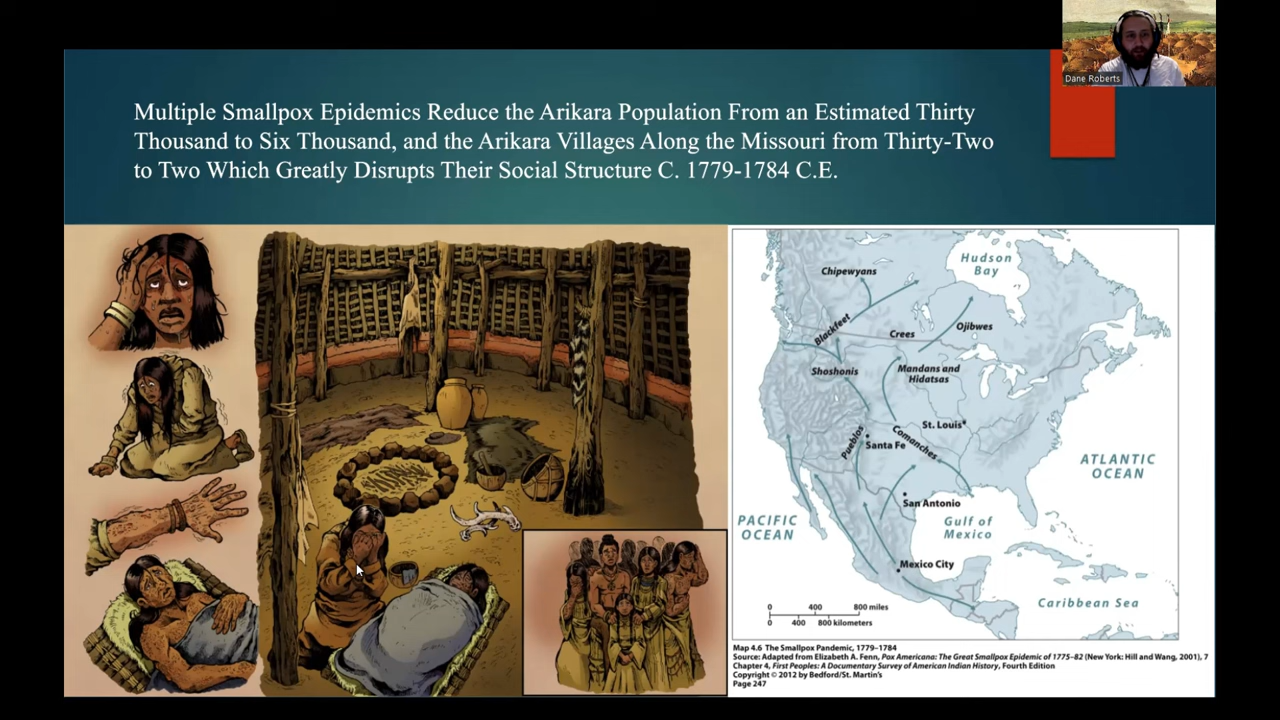 Dane Roberts
Multiple Smallpox Epidemics Reduce the Arikara Population From an Estimated Thirty
Thousand to Six Thousand, and the Arikara Villages Along the Missouri from Thirty-Two
to Two Which Greatly Disrupts Their Social Structure C. 1779-1784 C.E.
Hudson
Bay
Chipewyans
Blackfeet
Crees
Ojibwes
Shoshonis
Mandans and
Hidatsas
St. Louis
Pueblos
Santa Fe
Comanches
ATLANTIC
OCEAN
San Antonio
PACIFIC
OCEAN
Gulf of
Mexico
Mexico City
Caribbean Sea
0 400 800 miles
0 400 800 kilometers
Map 4.6 The Smallpox Pandemic, 1779–1784
Source: Adapted from Elizabeth A. Fenn, Pox Americana: The Great Smallpox Epidemic of 1775–82 (New York: Hill and Wang, 2001), 7
Chapter 4, First Peoples: A Documentary Survey of American Indian History, Fourth Edition
Copyright © 2012 by Bedford/St. Martin's
Page 247